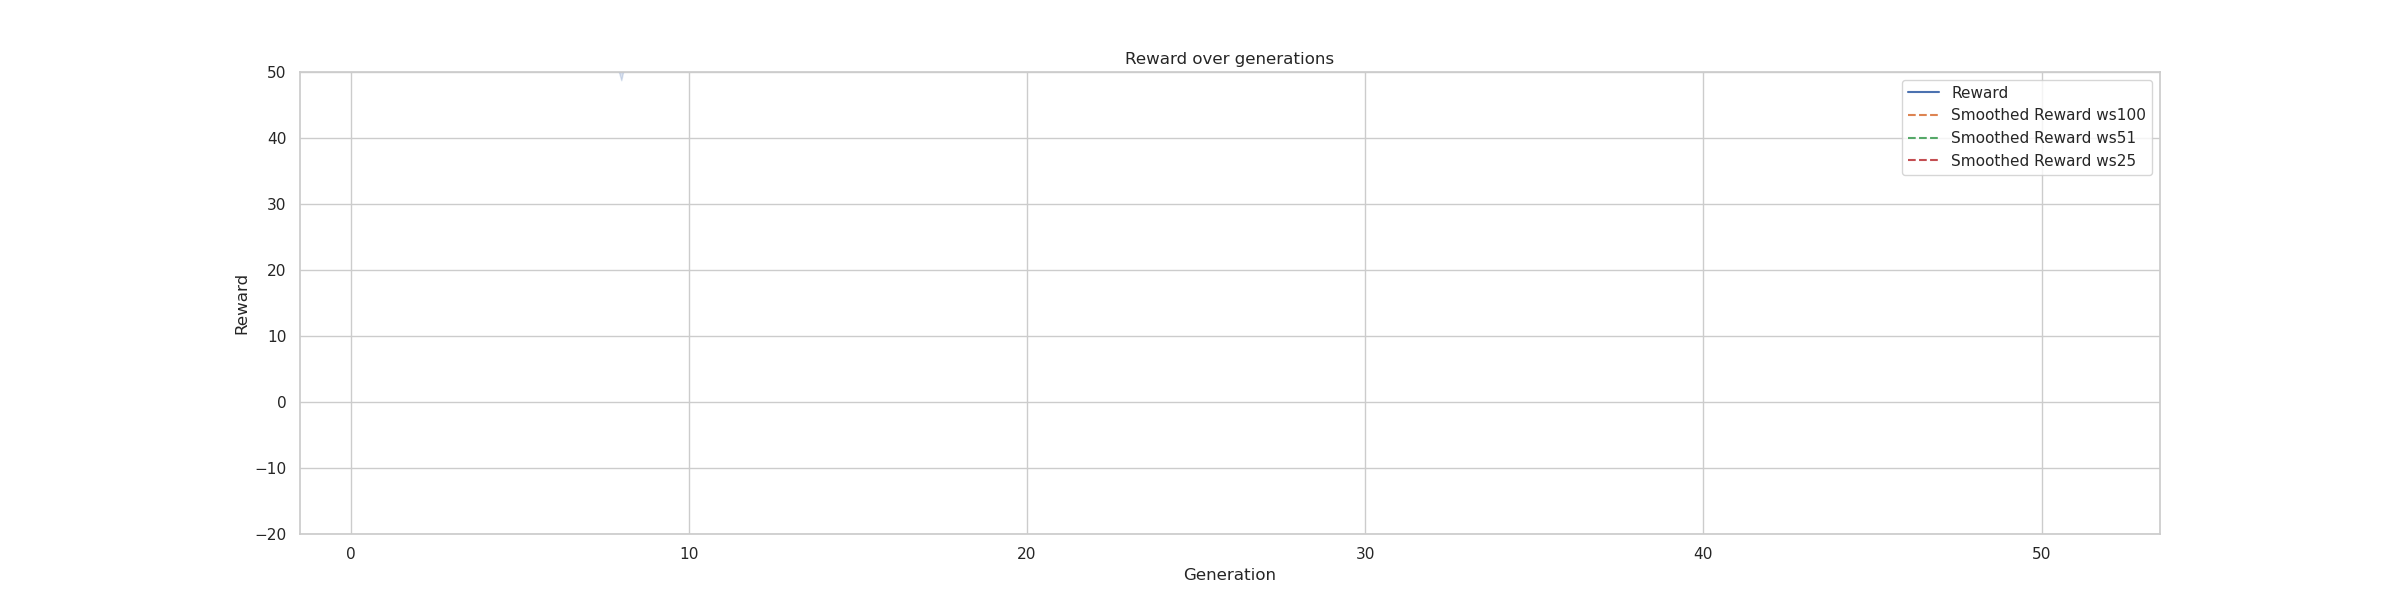 Reward over generations
50
40
30
20
10
0
−10
−20
Reward
0 10 20 30 40 50
Generation
Reward
Smoothed Reward ws100
Smoothed Reward ws51
Smoothed Reward ws25